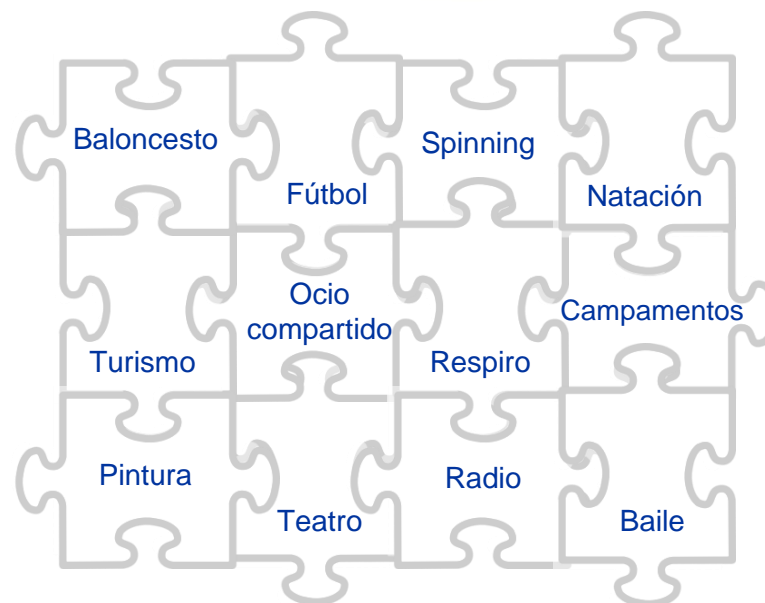 Baloncesto
Fútbol
Spinning
Natación
Turismo
Ocio
compartido
Respiro
Campamentos
Pintura
Teatro
Radio
Baile